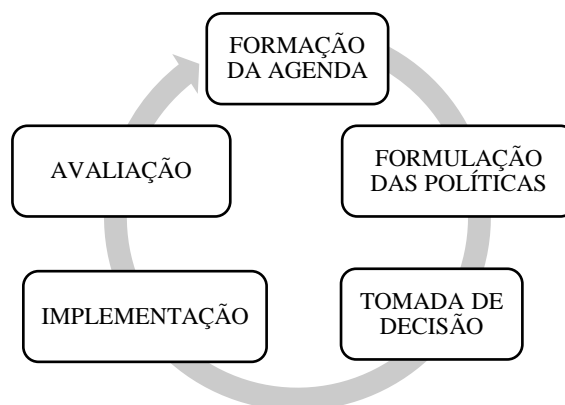 FORMAÇÃO
DA AGENDA
FORMULAÇÃO
DAS POLÍTICAS
TOMADA DE
DECISÃO
IMPLEMENTAÇÃO
AVALIAÇÃO